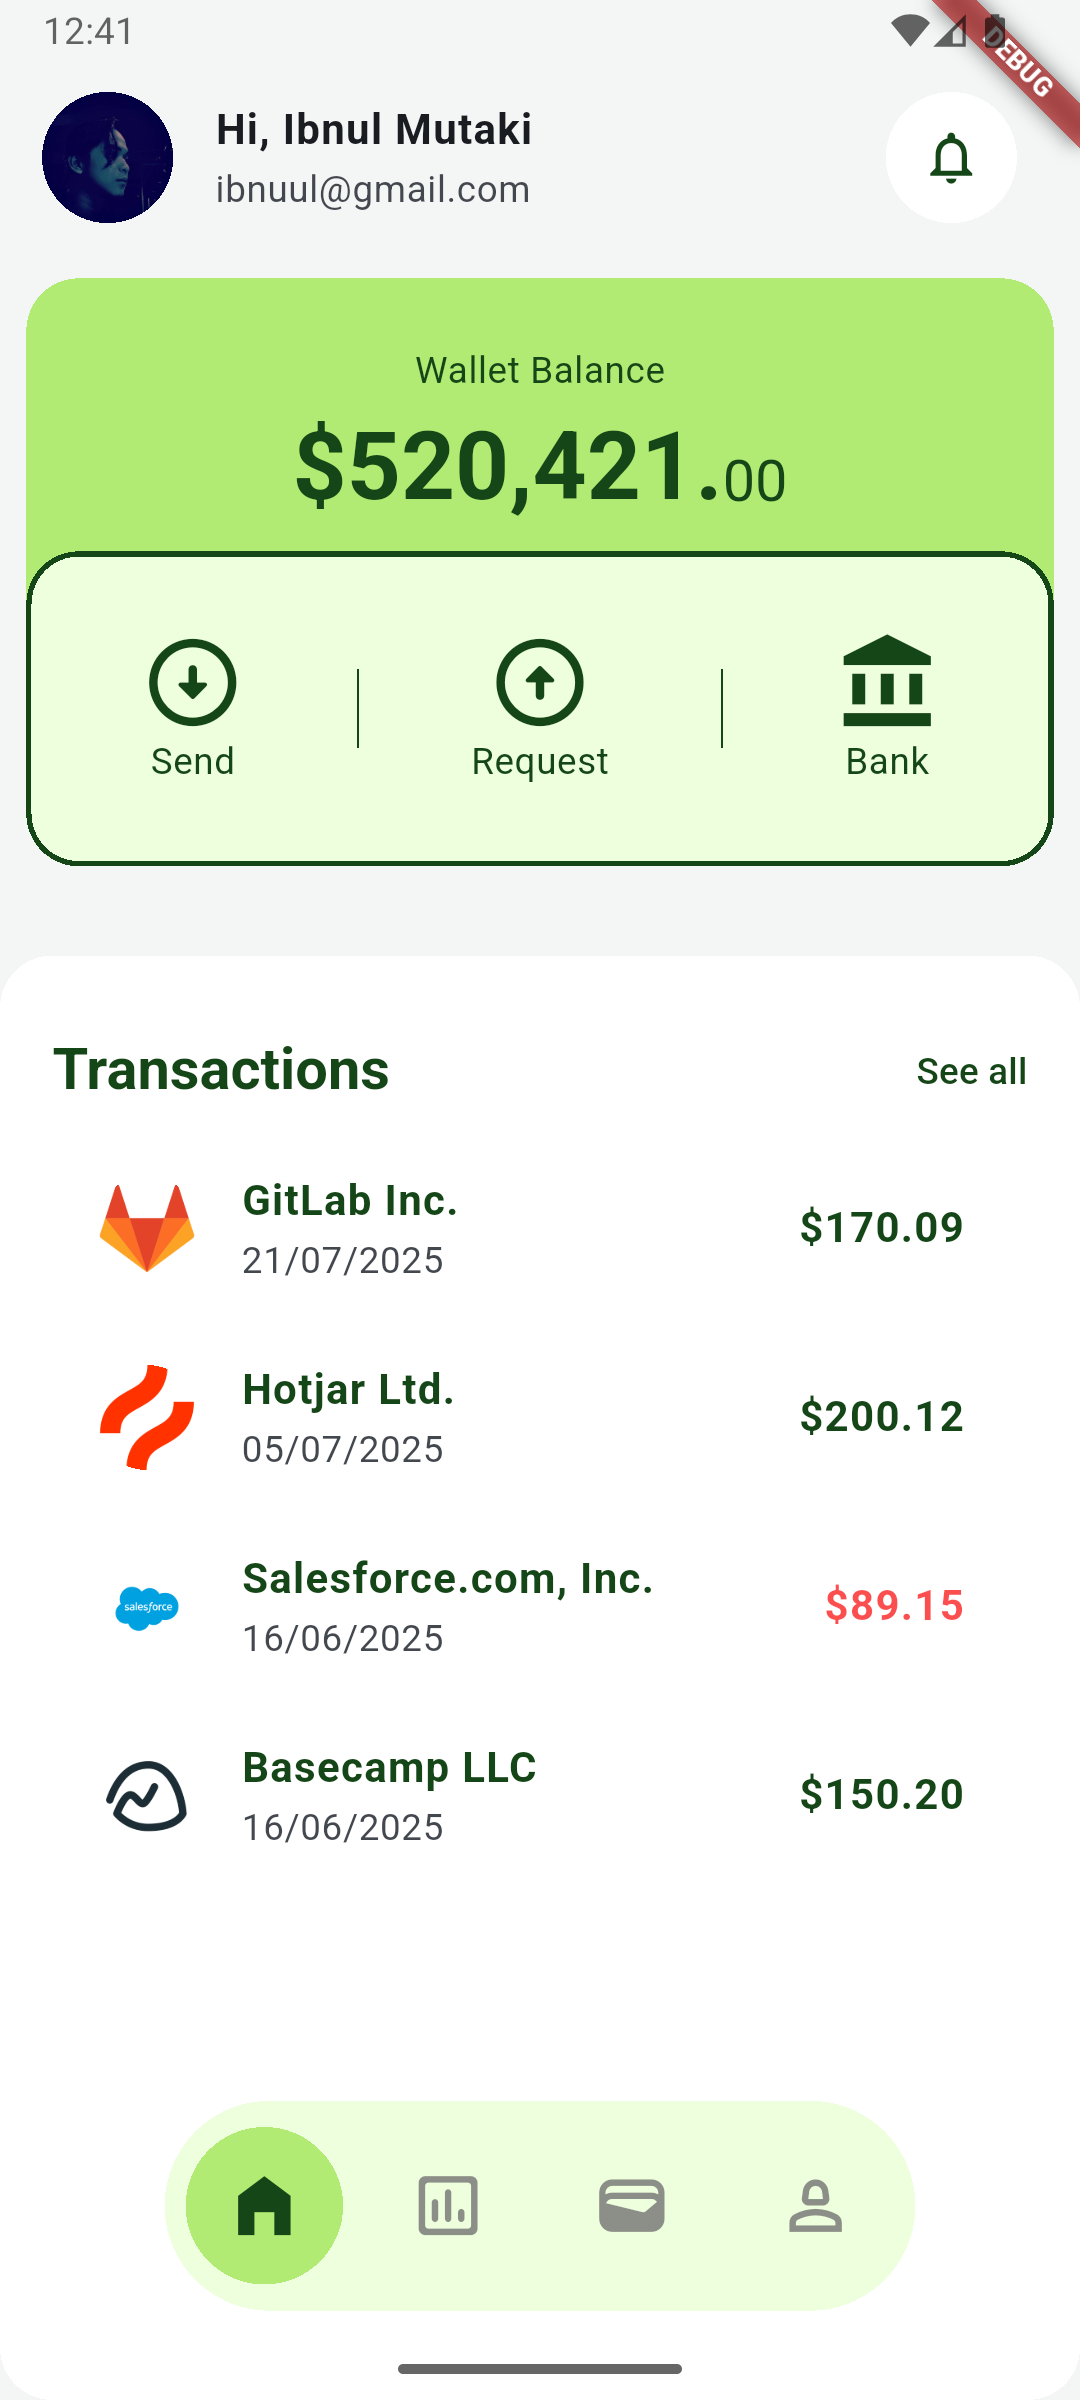 12:41
DEBUG
Hi, Ibnul Mutaki
ibnuul@gmail.com
Wallet Balance
$520,421.00
Send
Request
Bank
Transactions
See all
GitLab Inc.
21/07/2025
$170.09
Hotjar Ltd.
05/07/2025
$200.12
salesforce
Salesforce.com, Inc.
16/06/2025
$89.15
Basecamp LLC
16/06/2025
$150.20